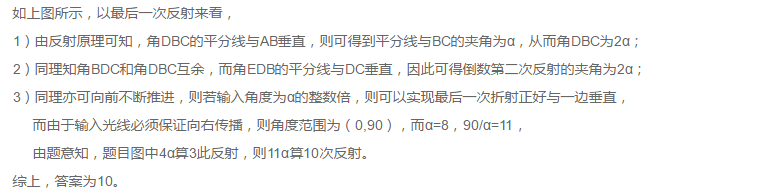 如上图所示，以最后一次反射来看，
1）由反射原理可知，角DBC的平分线与AB垂直，则可得到平分线与BC的夹角为α，从而角DBC为2α；
2）同理知角BDC和角DBC互余，而角EDB的平分线与DC垂直，因此可得倒数第二次反射的夹角为2α；
3）同理亦可向前不断推进，则若输入角度为α的整数倍，则可以实现最后一次折射正好与一边垂直，
而由于输入光线必须保证向右传播，则角度范围为（0,90），而α=8，90/α=11，
由题意知，题目图中4α算3此反射，则11α算10次反射。
综上，答案为10。